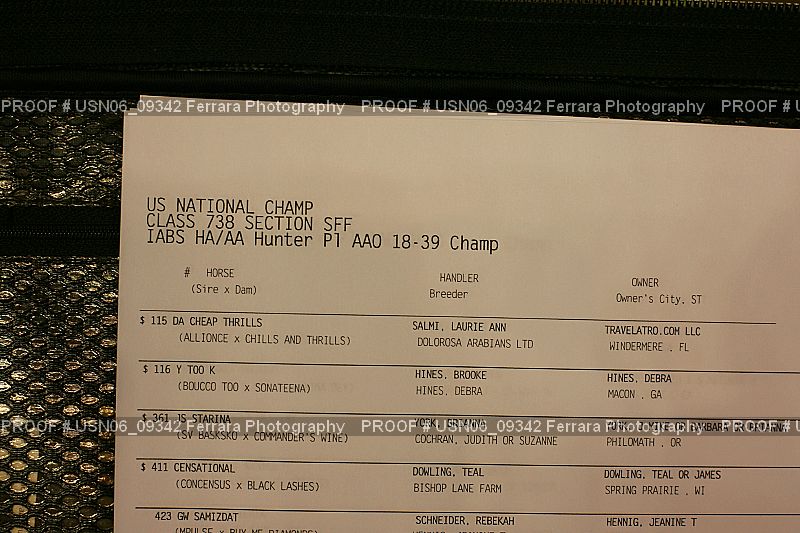 PROOF # USN06_09342 Ferrara Photography PROOF # USN06_09342 Ferrara Photography PROOF #
US NATIONAL CHAMP
CLASS 738 SECTION SFF
IABS HA/AA Hunter Pl AAO 18-39 Champ
# HORSE HANDLER OWNER
(Sire x Dam) Breeder Owner's City, ST
$ 115 DA CHEAP THRILLS SALMI, LAURIE ANN TRAVELATRO.COM LLC
(ALLIONCE x CHILLS AND THRILLS) DOLOROSA ARABIANS LTD WINDERMERE , FL
$ 116 Y TOO K HINES, BROOKE HINES, DEBRA
(BOUCCO TOO x SONATEENA) HINES, DEBRA MACON , GA
$ 361 JS STARINA YORK, BRIANNA
PROOF # USN06_09342 Ferrara Photography PROOF # USN06_09342 Ferrara Photography PROOF #
(SV BASKSKO x COMMANDER'S WINE) COCHRAN, JUDITH OR SUZANNE PHILOMATH , OR
$ 411 CENSATIONAL DOWLING, TEAL DOWLING, TEAL OR JAMES
(CONCENSUS x BLACK LASHES) BISHOP LANE FARM SPRING PRAIRIE , WI
423 GW SAMIZDAT SCHNEIDER, REBEKAH HENNIG, JEANINE T